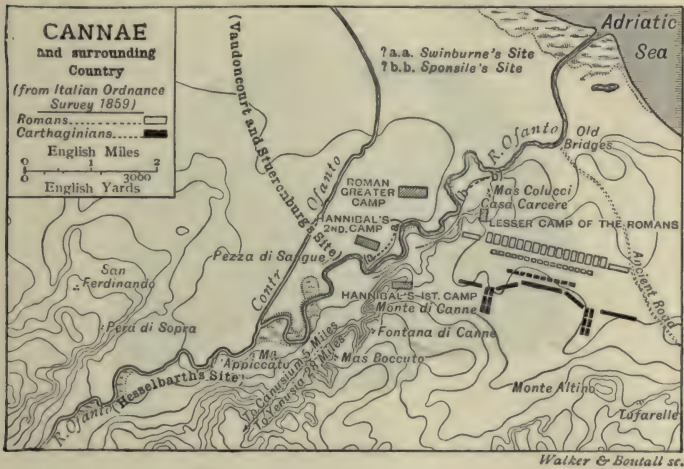 CANNAE
and surrounding
Country
(from Italian Ordnance
Survey 1859)
Romans
Carthaginians
English Miles
0 1 2
0 3000
English Yards
(Vaudoncourt and Stuerenburg's Site)
? a.a. Swinburne's Site
? b.b. Sponsile's Site
Adriatic
Sea
R. Ofanto
Old
Bridges
Contr Ofanto
ROMAN
GREATER
CAMP
HANNIBAL'S
2ND. CAMP
a
a
b
b
Mas Colucci
Casa Carcere
LESSER CAMP OF THE ROMANS
Ancient Road
Pezza di Sangue
San
Ferdinando
Pera di Sopra
HANNIBAL'S 1ST. CAMP
Monte di Canne
Fontana di Canne
Mas Boccuto
Appiccato
To Canusium 5 Miles
To Venusia 28 Miles
Hesselbarth's Site
R. Ofanto
Monte Altino
Tufarelle
Walker & Boutall sc.